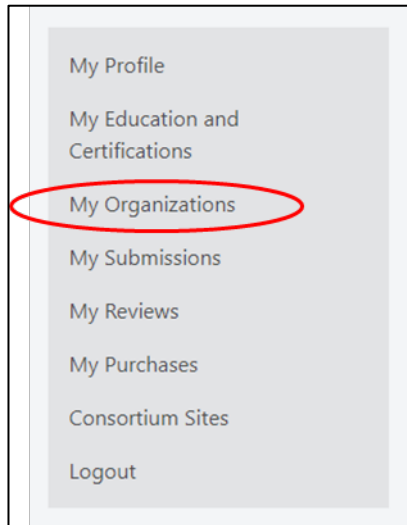 My Profile
My Education and
Certifications
My Organizations
My Submissions
My Reviews
My Purchases
Consortium Sites
Logout